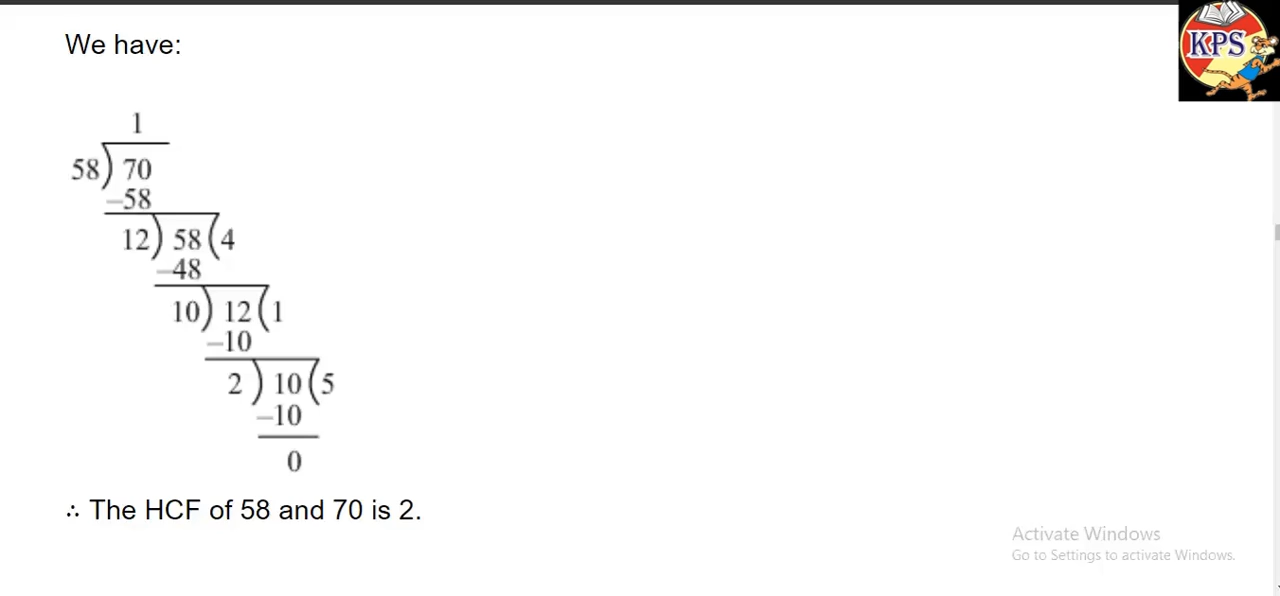 We have:
KPS
1
58) 70
–58
12) 58(4
–48
10) 12(1
–10
2) 10(5
–10
0
∴ The HCF of 58 and 70 is 2.
Activate Windows
Go to Settings to activate Windows.